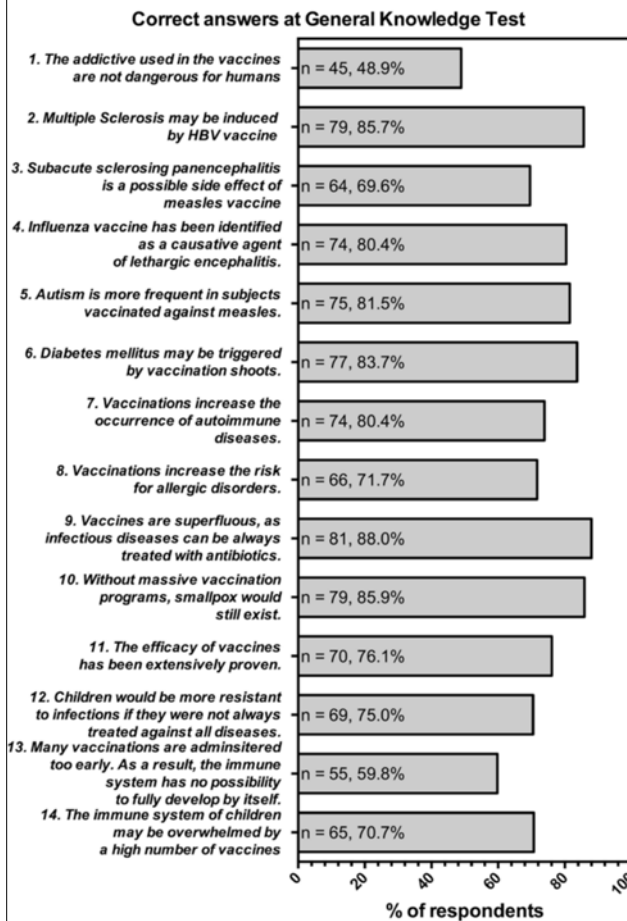 Correct answers at General Knowledge Test
1. The addictive used in the vaccines
are not dangerous for humans
n = 45, 48.9%
2. Multiple Sclerosis may be induced
by HBV vaccine
n = 79, 85.7%
3. Subacute sclerosing panencephalitis
is a possible side effect of
measles vaccine
n = 64, 69.6%
4. Influenza vaccine has been identified
as a causative agent
of lethargic encephalitis.
n = 74, 80.4%
5. Autism is more frequent in subjects
vaccinated against measles.
n = 75, 81.5%
6. Diabetes mellitus may be triggered
by vaccination shoots.
n = 77, 83.7%
7. Vaccinations increase the
occurrence of autoimmune
diseases.
n = 74, 80.4%
8. Vaccinations increase the risk
for allergic disorders.
n = 66, 71.7%
9. Vaccines are superfluous, as
infectious diseases can be always
treated with antibiotics.
n = 81, 88.0%
10. Without massive vaccination
programs, smallpox would
still exist.
n = 79, 85.9%
11. The efficacy of vaccines
has been extensively proven.
n = 70, 76.1%
12. Children would be more resistant
to infections if they were not always
treated against all diseases.
n = 69, 75.0%
13. Many vaccinations are adminsitered
too early. As a result, the immune
system has no possibility
to fully develop by itself.
n = 55, 59.8%
14. The immune system of children
may be overwhelmed by
a high number of vaccines
n = 65, 70.7%
0 20 40 60 80 100
% of respondents